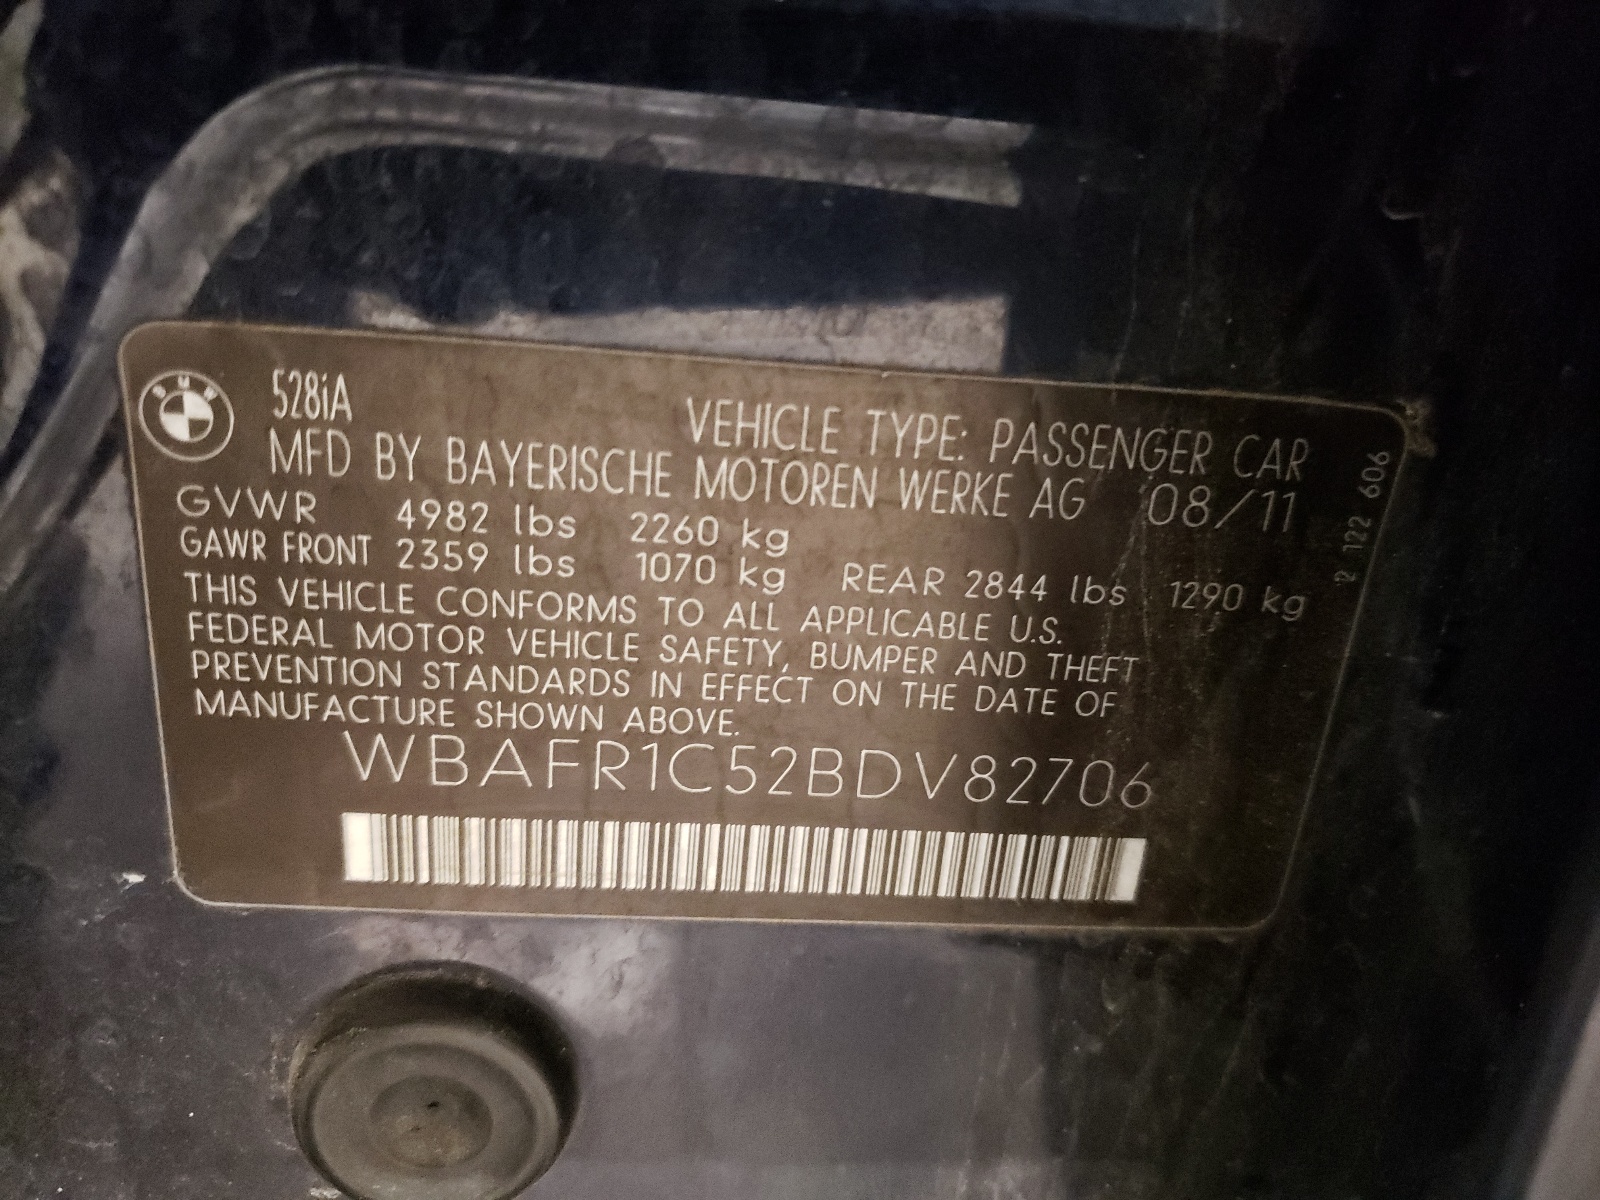 BMW
528iA
VEHICLE TYPE: PASSENGER CAR
MFD BY BAYERISCHE MOTOREN WERKE AG 08/11
GVWR 4982 lbs 2260 kg
GAWR FRONT 2359 lbs 1070 kg REAR 2844 lbs 1290 kg
THIS VEHICLE CONFORMS TO ALL APPLICABLE U.S.
FEDERAL MOTOR VEHICLE SAFETY, BUMPER AND THEFT
PREVENTION STANDARDS IN EFFECT ON THE DATE OF
MANUFACTURE SHOWN ABOVE.
WBAFR1C52BDV82706
2 122 606